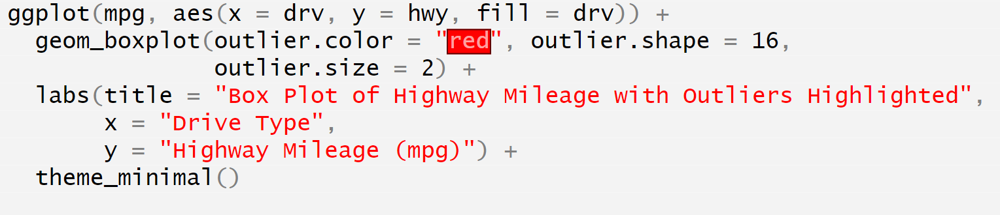 ggplot(mpg, aes(x = drv, y = hwy, fill = drv)) +
  geom_boxplot(outlier.color = "red", outlier.shape = 16,
               outlier.size = 2) +
  labs(title = "Box Plot of Highway Mileage with Outliers Highlighted",
       x = "Drive Type",
       y = "Highway Mileage (mpg)") +
  theme_minimal()